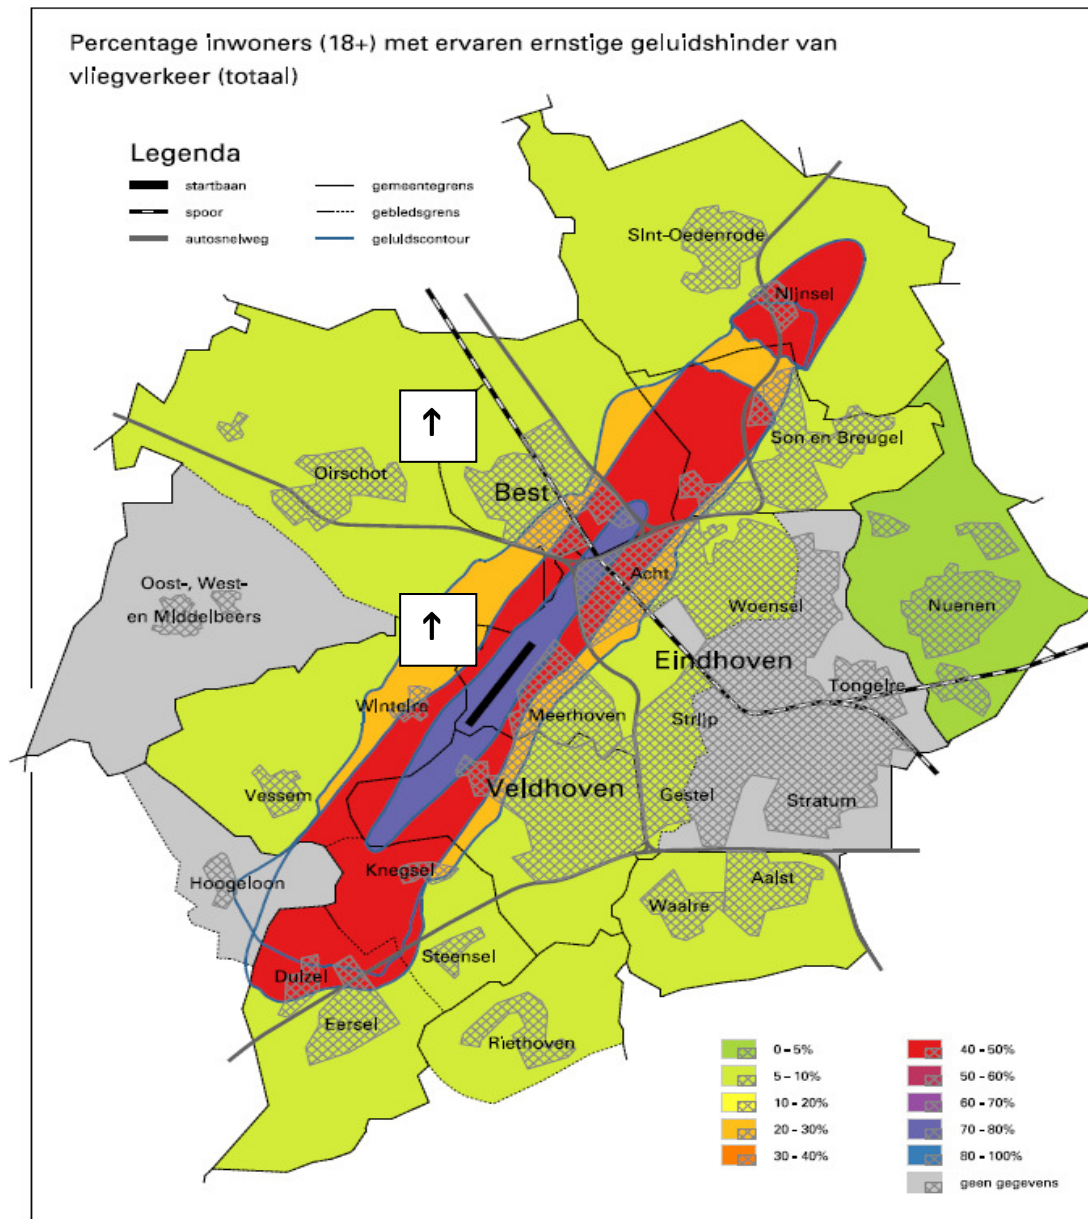 Percentage inwoners (18+) met ervaren ernstige geluidshinder van
vliegverkeer (totaal)
Legenda
startbaan
spoor
autosnelweg
gemeentegrens
gebiedsgrens
geluidscontour
Sint-Oedenrode
Nijnsel
Son en Breugel
Oirschot
Best
↑
Oost-, West-
en Middelbeers
↑
Acht
Woensel
Nuenen
Eindhoven
Tongelre
Wintelre
Meerhoven
Strijp
Vessem
Veldhoven
Gestel
Stratum
Hoogeloon
Knegsel
Aalst
Waalre
Steensel
Duizel
Eersel
Riethoven
0 - 5%
5 - 10%
10 - 20%
20 - 30%
30 - 40%
40 - 50%
50 - 60%
60 - 70%
70 - 80%
80 - 100%
geen gegevens